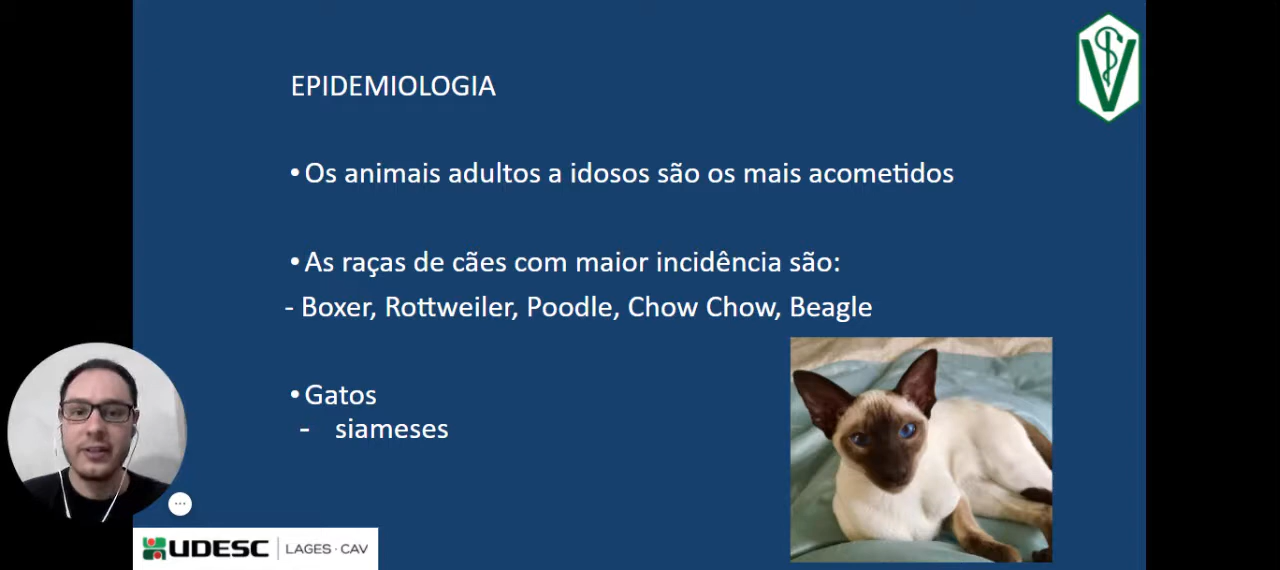 EPIDEMIOLOGIA
• Os animais adultos a idosos são os mais acometidos
• As raças de cães com maior incidência são:
- Boxer, Rottweiler, Poodle, Chow Chow, Beagle
• Gatos
- siameses
V
UDESC | LAGES · CAV